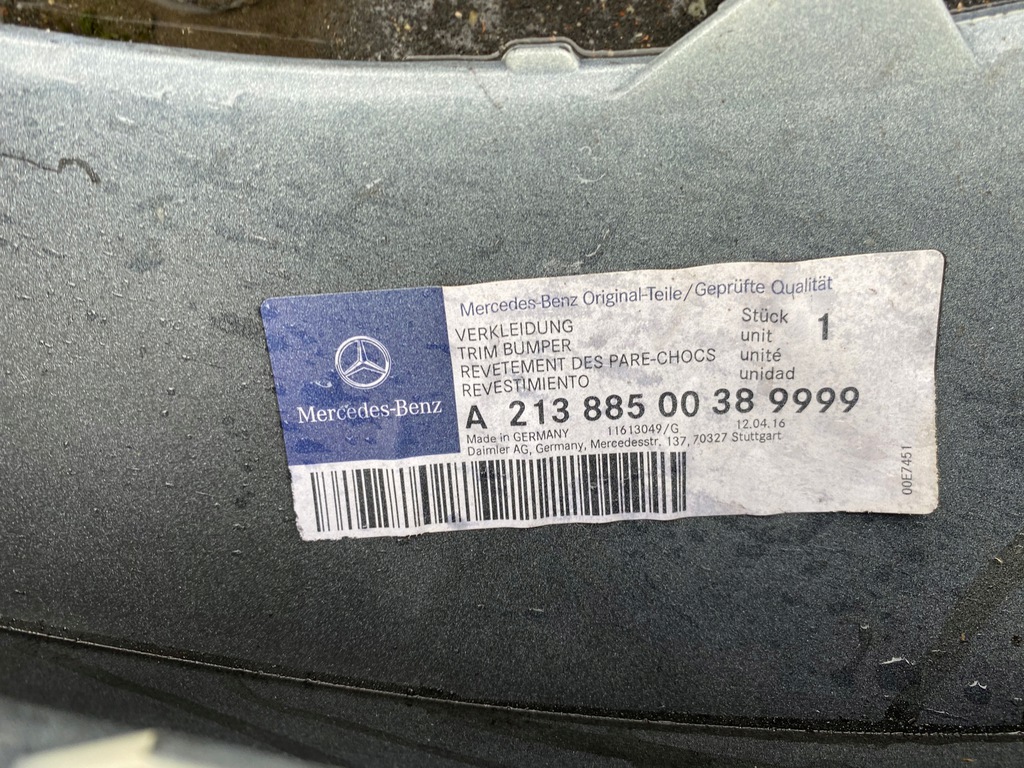 Mercedes-Benz
Mercedes-Benz Original-Teile/Geprüfte Qualität
VERKLEIDUNG
TRIM BUMPER
REVETEMENT DES PARE-CHOCS
REVESTIMIENTO
Stück
unit
unité
unidad
1
A 213 885 00 38 9999
Made in GERMANY 11613049/G 12.04.16
Daimler AG, Germany, Mercedesstr. 137, 70327 Stuttgart
00E7451